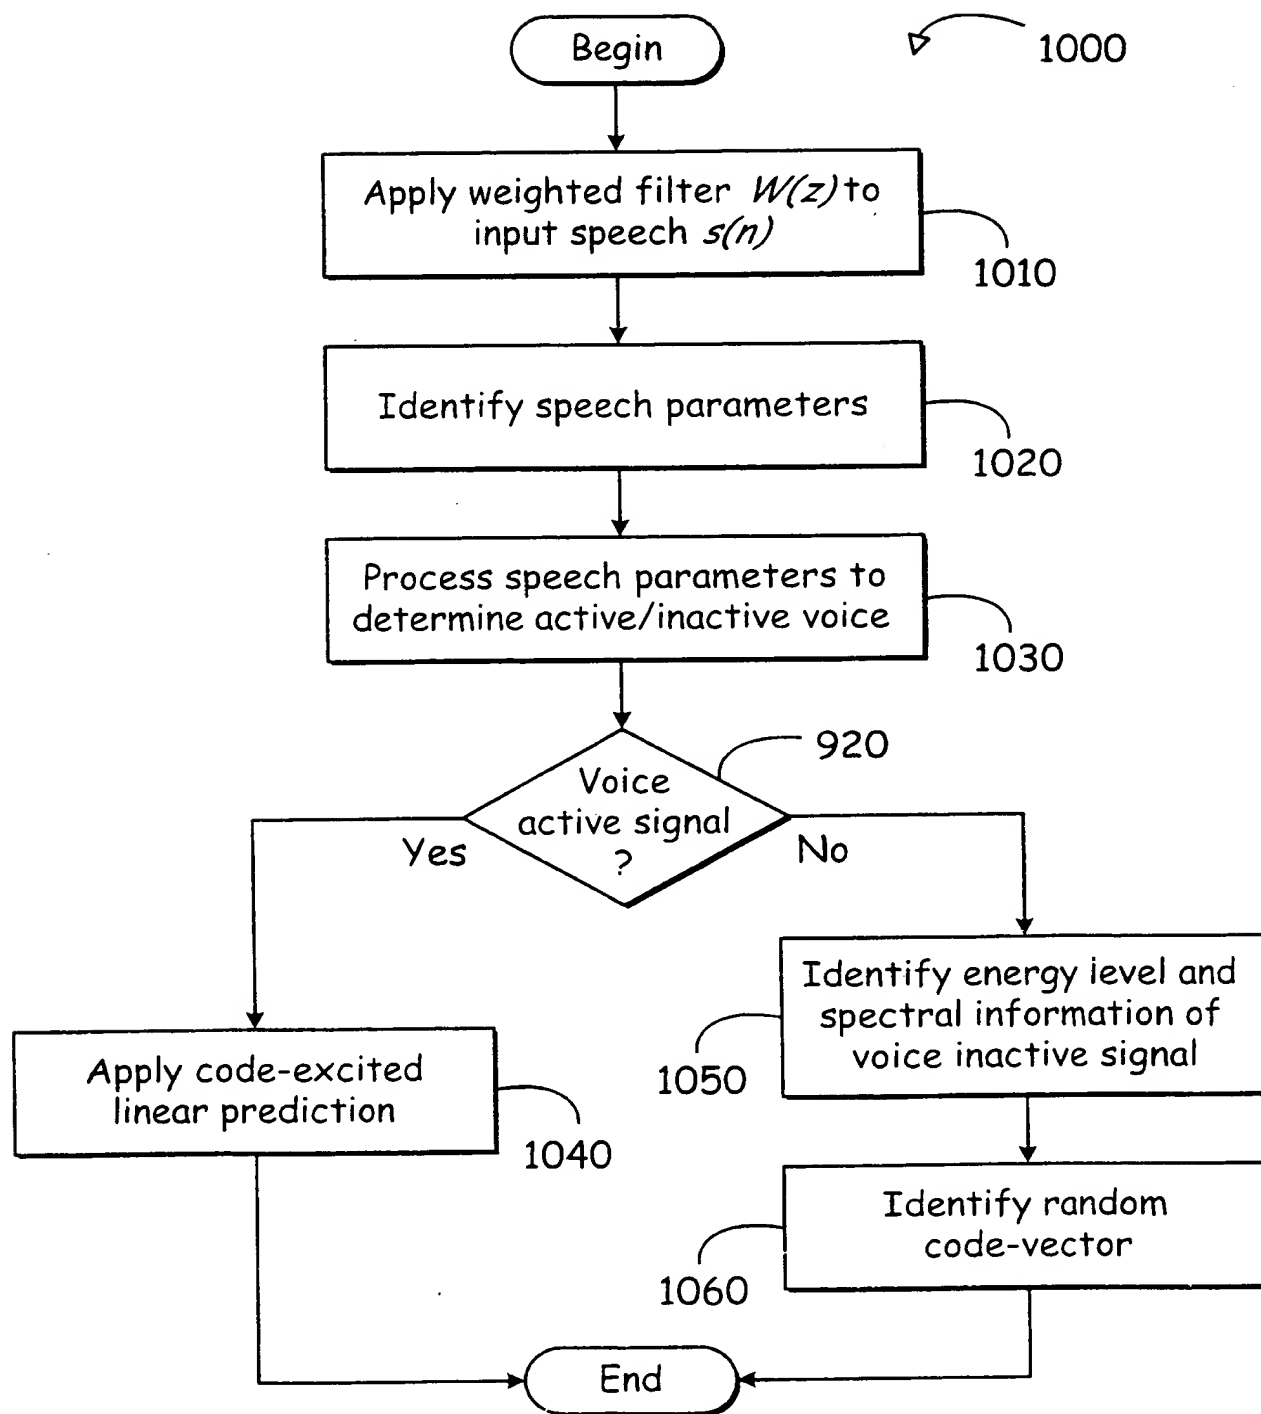 Begin
1000
Apply weighted filter W(z) to
input speech s(n)
1010
Identify speech parameters
1020
Process speech parameters to
determine active/inactive voice
1030
920
Voice
active signal
?
Yes
No
Identify energy level and
spectral information of
voice inactive signal
1050
Apply code-excited
linear prediction
1040
Identify random
code-vector
1060
End